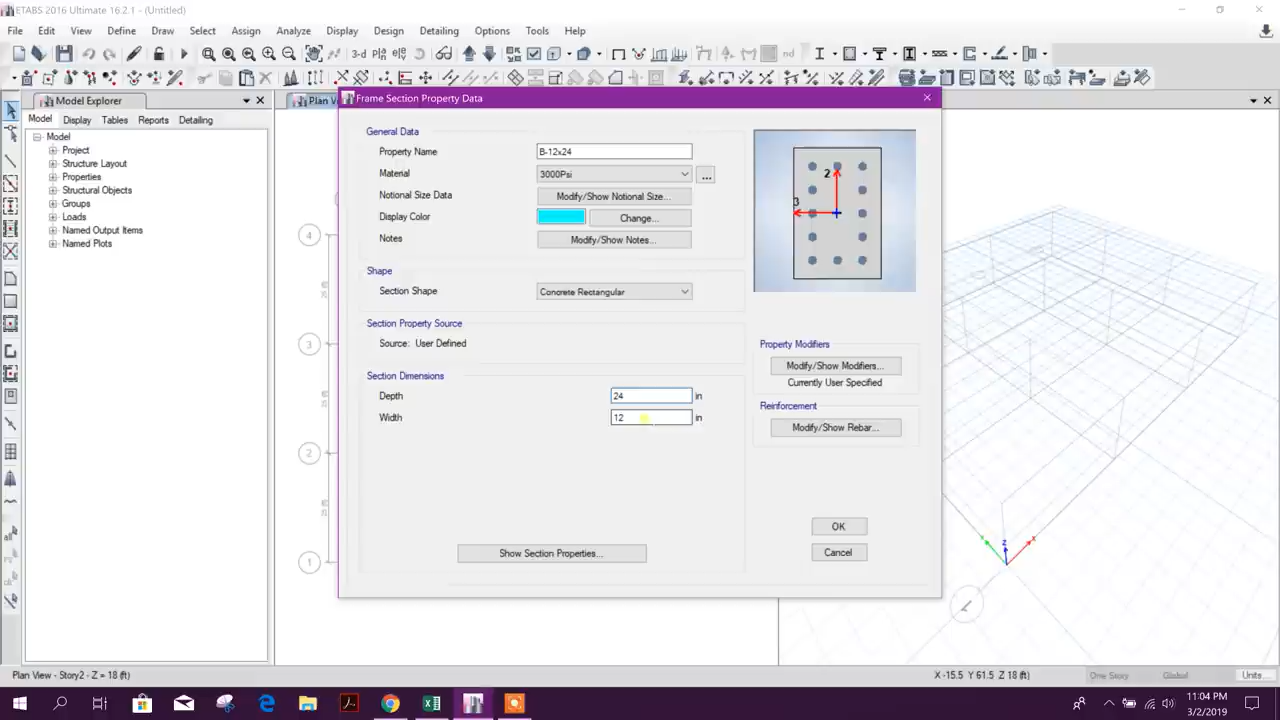 ETABS 2016 Ultimate 16.2.1 - (Untitled)
File Edit View Define Draw Select Assign Analyze Display Design Detailing Options Tools Help
3-d
nd
Model Explorer
Plan V
Model Display Tables Reports Detailing
Model
Project
Structure Layout
Properties
Structural Objects
Groups
Loads
Named Output Items
Named Plots
Frame Section Property Data
General Data
Property Name B-12x24
Material 3000Psi ...
Notional Size Data Modify/Show Notional Size...
Display Color Change...
Notes Modify/Show Notes...
Shape
Section Shape Concrete Rectangular
Section Property Source
Source: User Defined
Section Dimensions
Depth 24 in
Width 12 in
Show Section Properties...
2
3
Property Modifiers
Modify/Show Modifiers...
Currently User Specified
Reinforcement
Modify/Show Rebar...
OK
Cancel
4
3
2
1
Z
X
Plan View - Story2 - Z = 18 (ft)
X -15.5 Y 61.5 Z 18 (ft)
One Story
Global
Units...
11:04 PM
3/2/2019